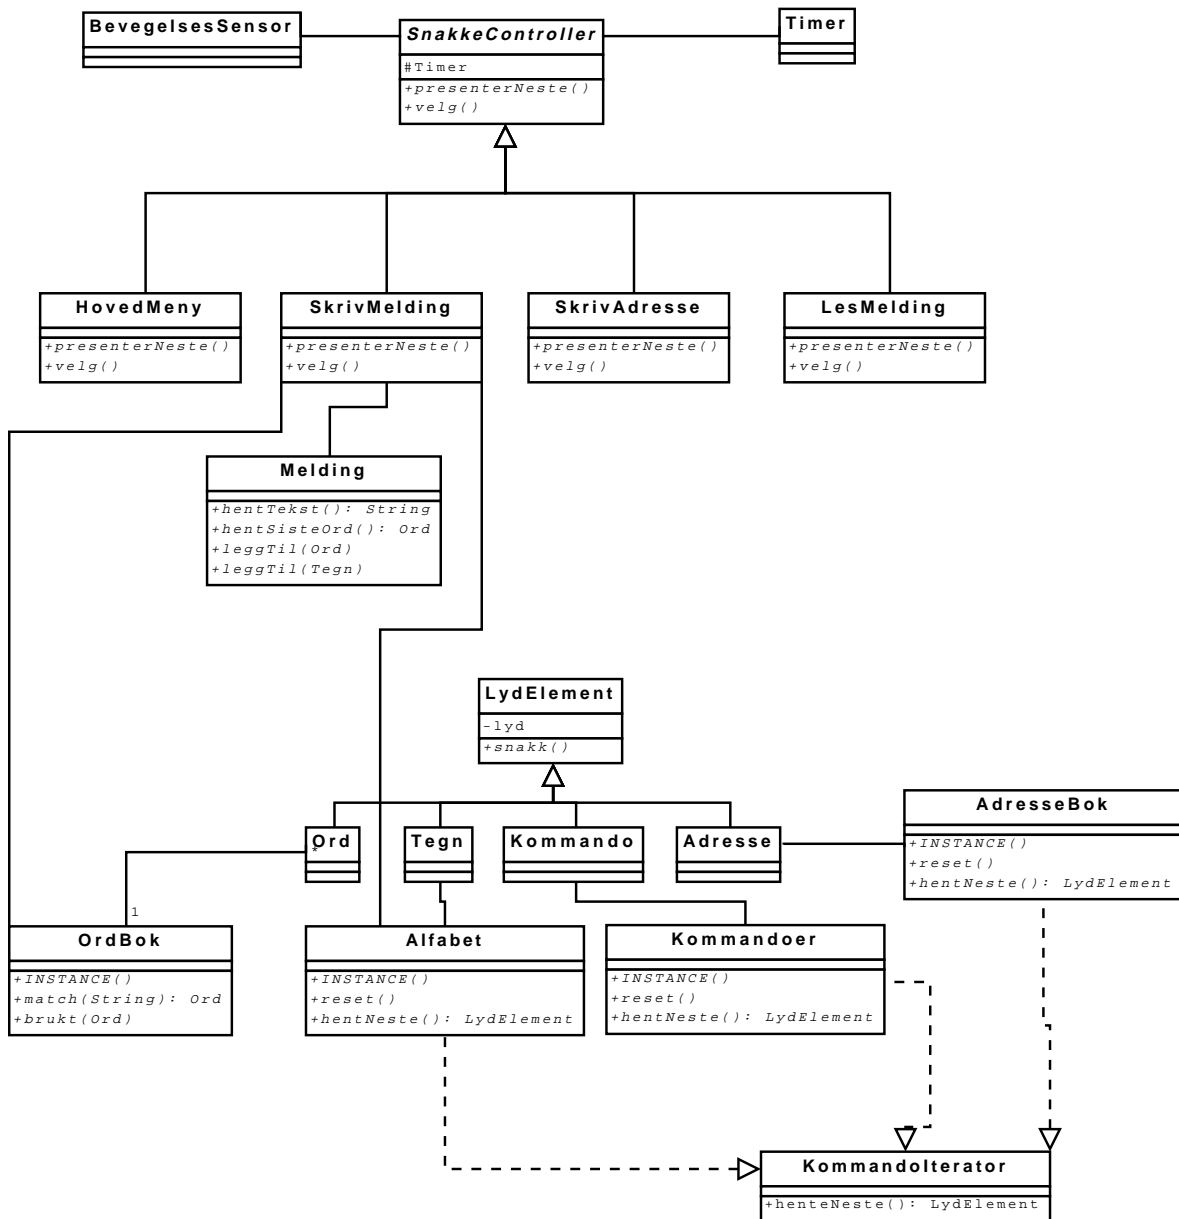 BevegelsesSensor
SnakkeController
#Timer
+presenterNeste()
+velg()
Timer
HovedMeny
+presenterNeste()
+velg()
SkrivMelding
+presenterNeste()
+velg()
SkrivAdresse
+presenterNeste()
+velg()
LesMelding
+presenterNeste()
+velg()
Melding
+hentTekst(): String
+hentSisteOrd(): Ord
+leggTil(Ord)
+leggTil(Tegn)
LydElement
-lyd
+snakk()
Ord
*
Tegn
Kommando
Adresse
AdresseBok
+INSTANCE()
+reset()
+hentNeste(): LydElement
1
OrdBok
+INSTANCE()
+match(String): Ord
+brukt(Ord)
Alfabet
+INSTANCE()
+reset()
+hentNeste(): LydElement
Kommandoer
+INSTANCE()
+reset()
+hentNeste(): LydElement
KommandoIterator
+henteNeste(): LydElement